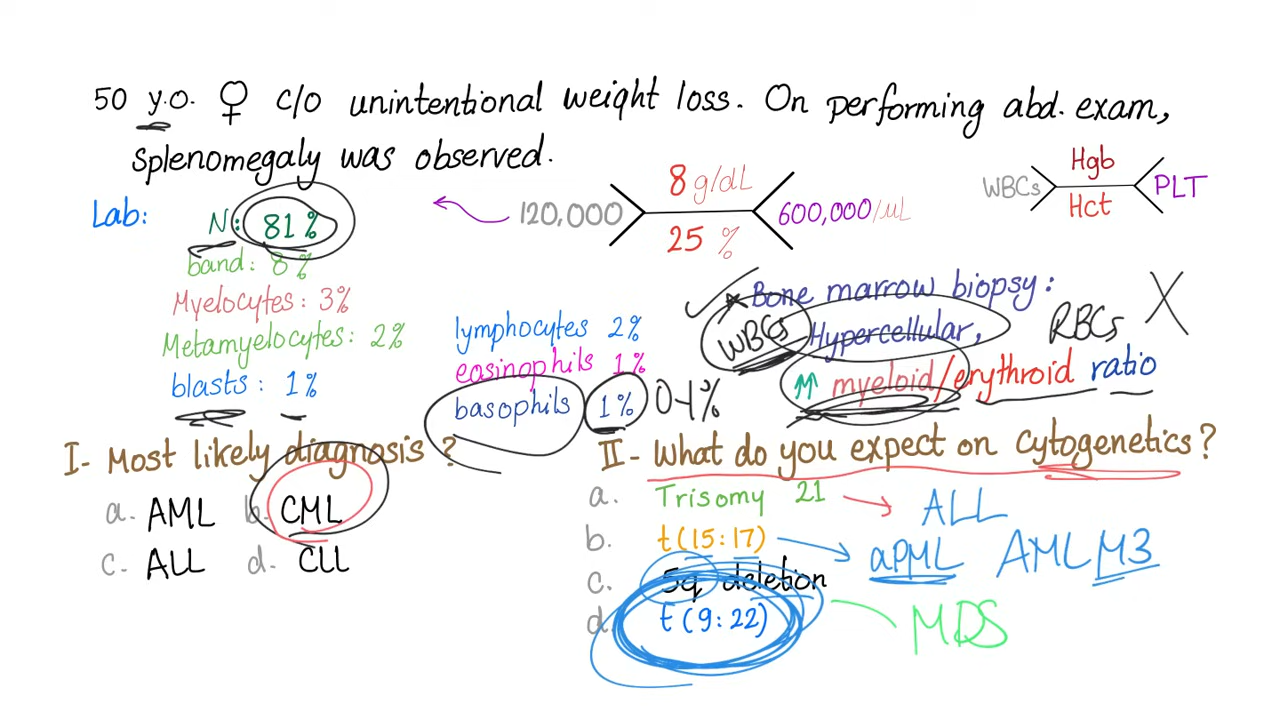 50 y.o. ♀ c/o unintentional weight loss. On performing abd. exam,
splenomegaly was observed.
Lab:
N: 81%
band: 8%
Myelocytes: 3%
Metamyelocytes: 2%
blasts: 1%
lymphocytes 2%
eosinophils 1%
basophils 1% 0-1%
120,000
8 g/dL
25 %
600,000/µL
WBCs
Hgb
Hct
PLT
* Bone marrow biopsy:
WBCs Hypercellular, RBCs X
↑↑ myeloid/erythroid ratio
I- Most likely diagnosis?
a. AML b. CML
c. ALL d. CLL
II- What do you expect on cytogenetics?
a. Trisomy 21 → ALL
b. t(15:17) → aPML AML M3
c. 5q deletion
d. t(9:22) MDS